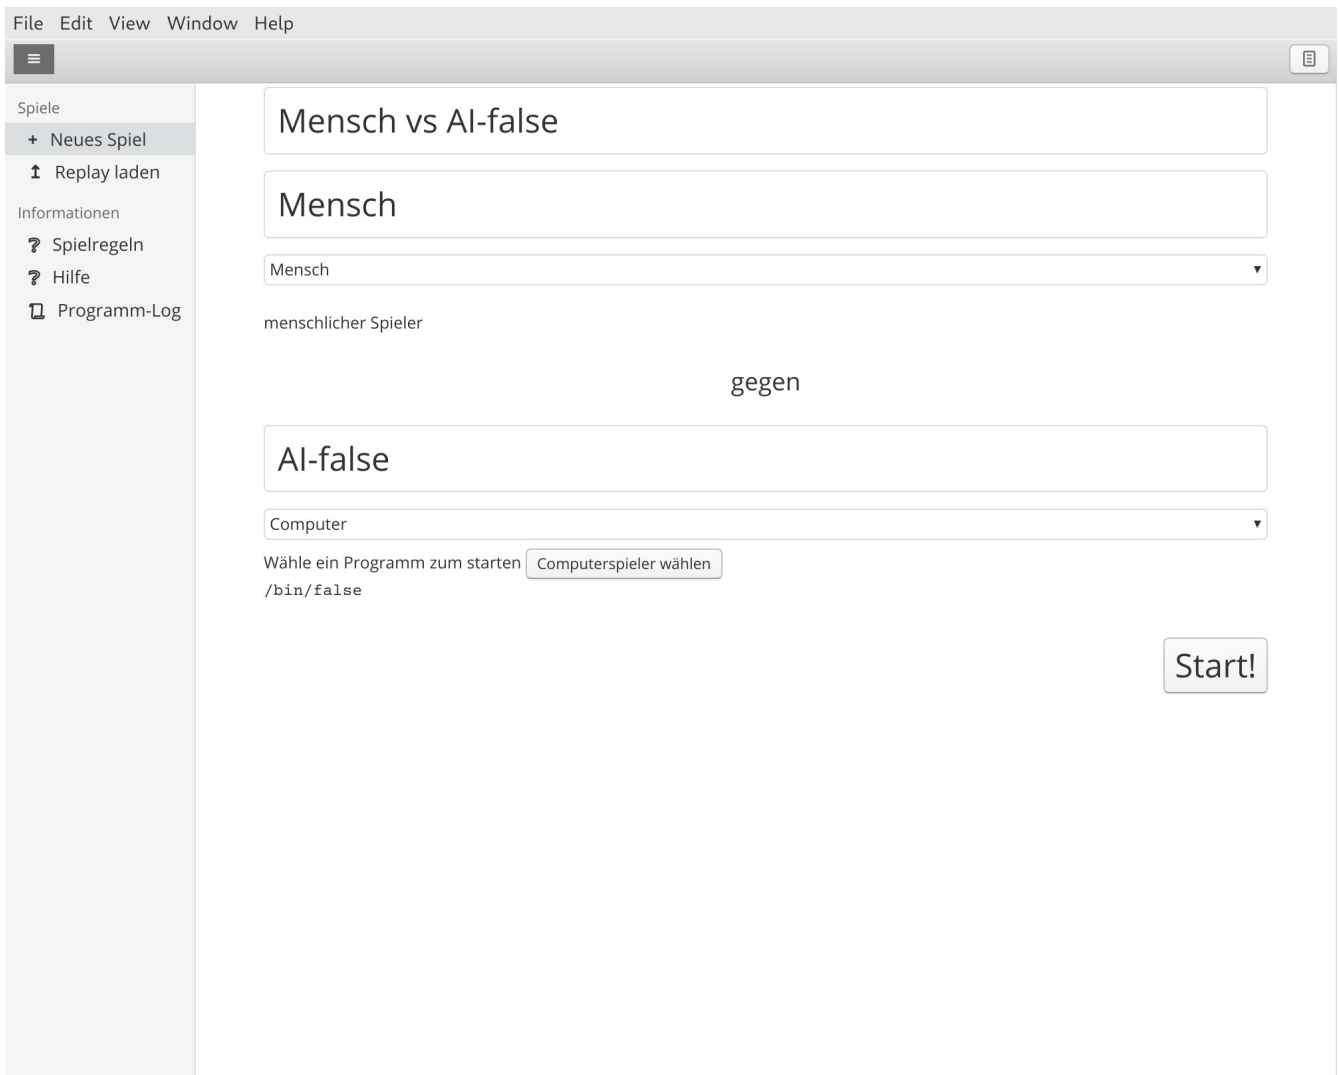 File Edit View Window Help
Spiele
+ Neues Spiel
Replay laden
Informationen
? Spielregeln
? Hilfe
Programm-Log
Mensch vs AI-false
Mensch
Mensch
menschlicher Spieler
gegen
AI-false
Computer
Wähle ein Programm zum starten Computerspieler wählen
/bin/false
Start!